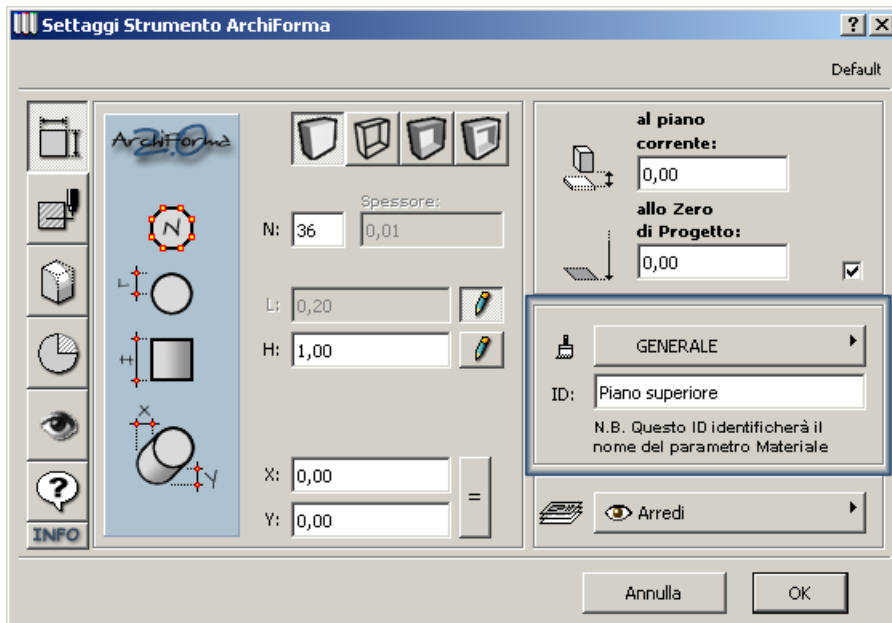 Settaggi Strumento ArchiForma
Default
ArchiForma
2.0
N
L
H
X
Y
INFO
Spessore:
N: 36 0,01
L: 0,20
H: 1,00
X: 0,00
=
Y: 0,00
al piano
corrente:
0,00
allo Zero
di Progetto:
0,00
GENERALE
ID: Piano superiore
N.B. Questo ID identificherà il
nome del parametro Materiale
Arredi
Annulla OK